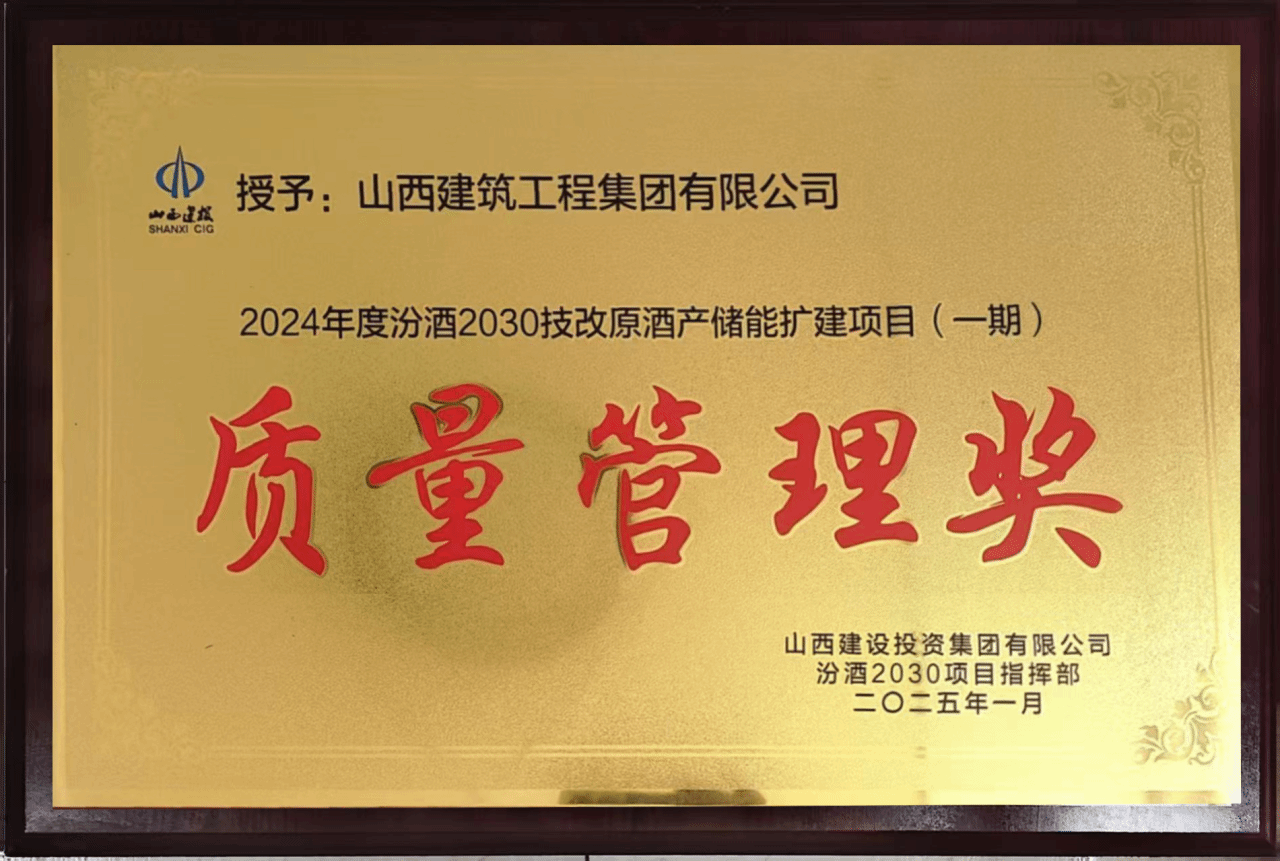 山西建投
SHANXI CIG
授予：山西建筑工程集团有限公司
2024年度汾酒2030技改原酒产储能扩建项目（一期）
质量管理奖
山西建设投资集团有限公司
汾酒2030项目指挥部
二〇二五年一月